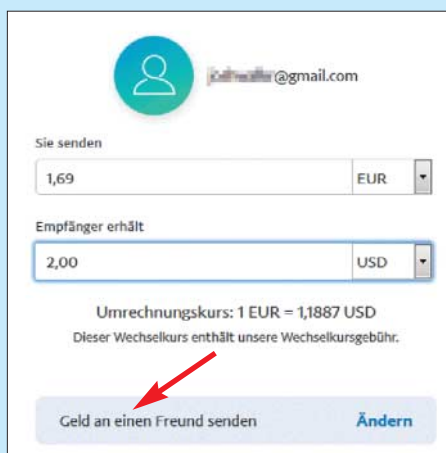 @gmail.com
Sie senden
1,69 EUR
Empfänger erhält
2,00 USD
Umrechnungskurs: 1 EUR = 1,1887 USD
Dieser Wechselkurs enthält unsere Wechselkursgebühr.
Geld an einen Freund senden Ändern